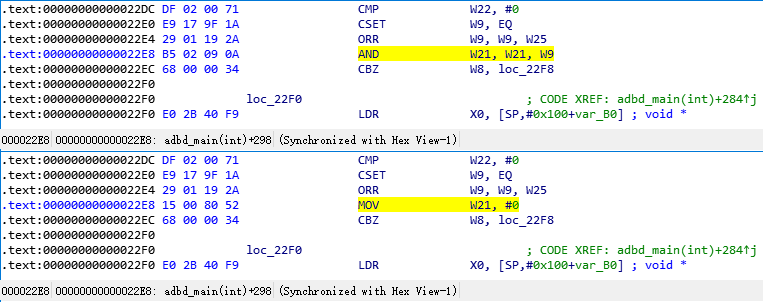 .text:00000000000022DC DF 02 00 71 CMP W22, #0
.text:00000000000022E0 E9 17 9F 1A CSET W9, EQ
.text:00000000000022E4 29 01 19 2A ORR W9, W9, W25
.text:00000000000022E8 B5 02 09 0A AND W21, W21, W9
.text:00000000000022EC 68 00 00 34 CBZ W8, loc_22F8
.text:00000000000022F0
.text:00000000000022F0 loc_22F0 ; CODE XREF: adbd_main(int)+284↑j
.text:00000000000022F0 E0 2B 40 F9 LDR X0, [SP,#0x100+var_B0] ; void *
000022E8 00000000000022E8: adbd_main(int)+298 (Synchronized with Hex View-1)
.text:00000000000022DC DF 02 00 71 CMP W22, #0
.text:00000000000022E0 E9 17 9F 1A CSET W9, EQ
.text:00000000000022E4 29 01 19 2A ORR W9, W9, W25
.text:00000000000022E8 15 00 80 52 MOV W21, #0
.text:00000000000022EC 68 00 00 34 CBZ W8, loc_22F8
.text:00000000000022F0
.text:00000000000022F0 loc_22F0 ; CODE XREF: adbd_main(int)+284↑j
.text:00000000000022F0 E0 2B 40 F9 LDR X0, [SP,#0x100+var_B0] ; void *
000022E8 00000000000022E8: adbd_main(int)+298 (Synchronized with Hex View-1)